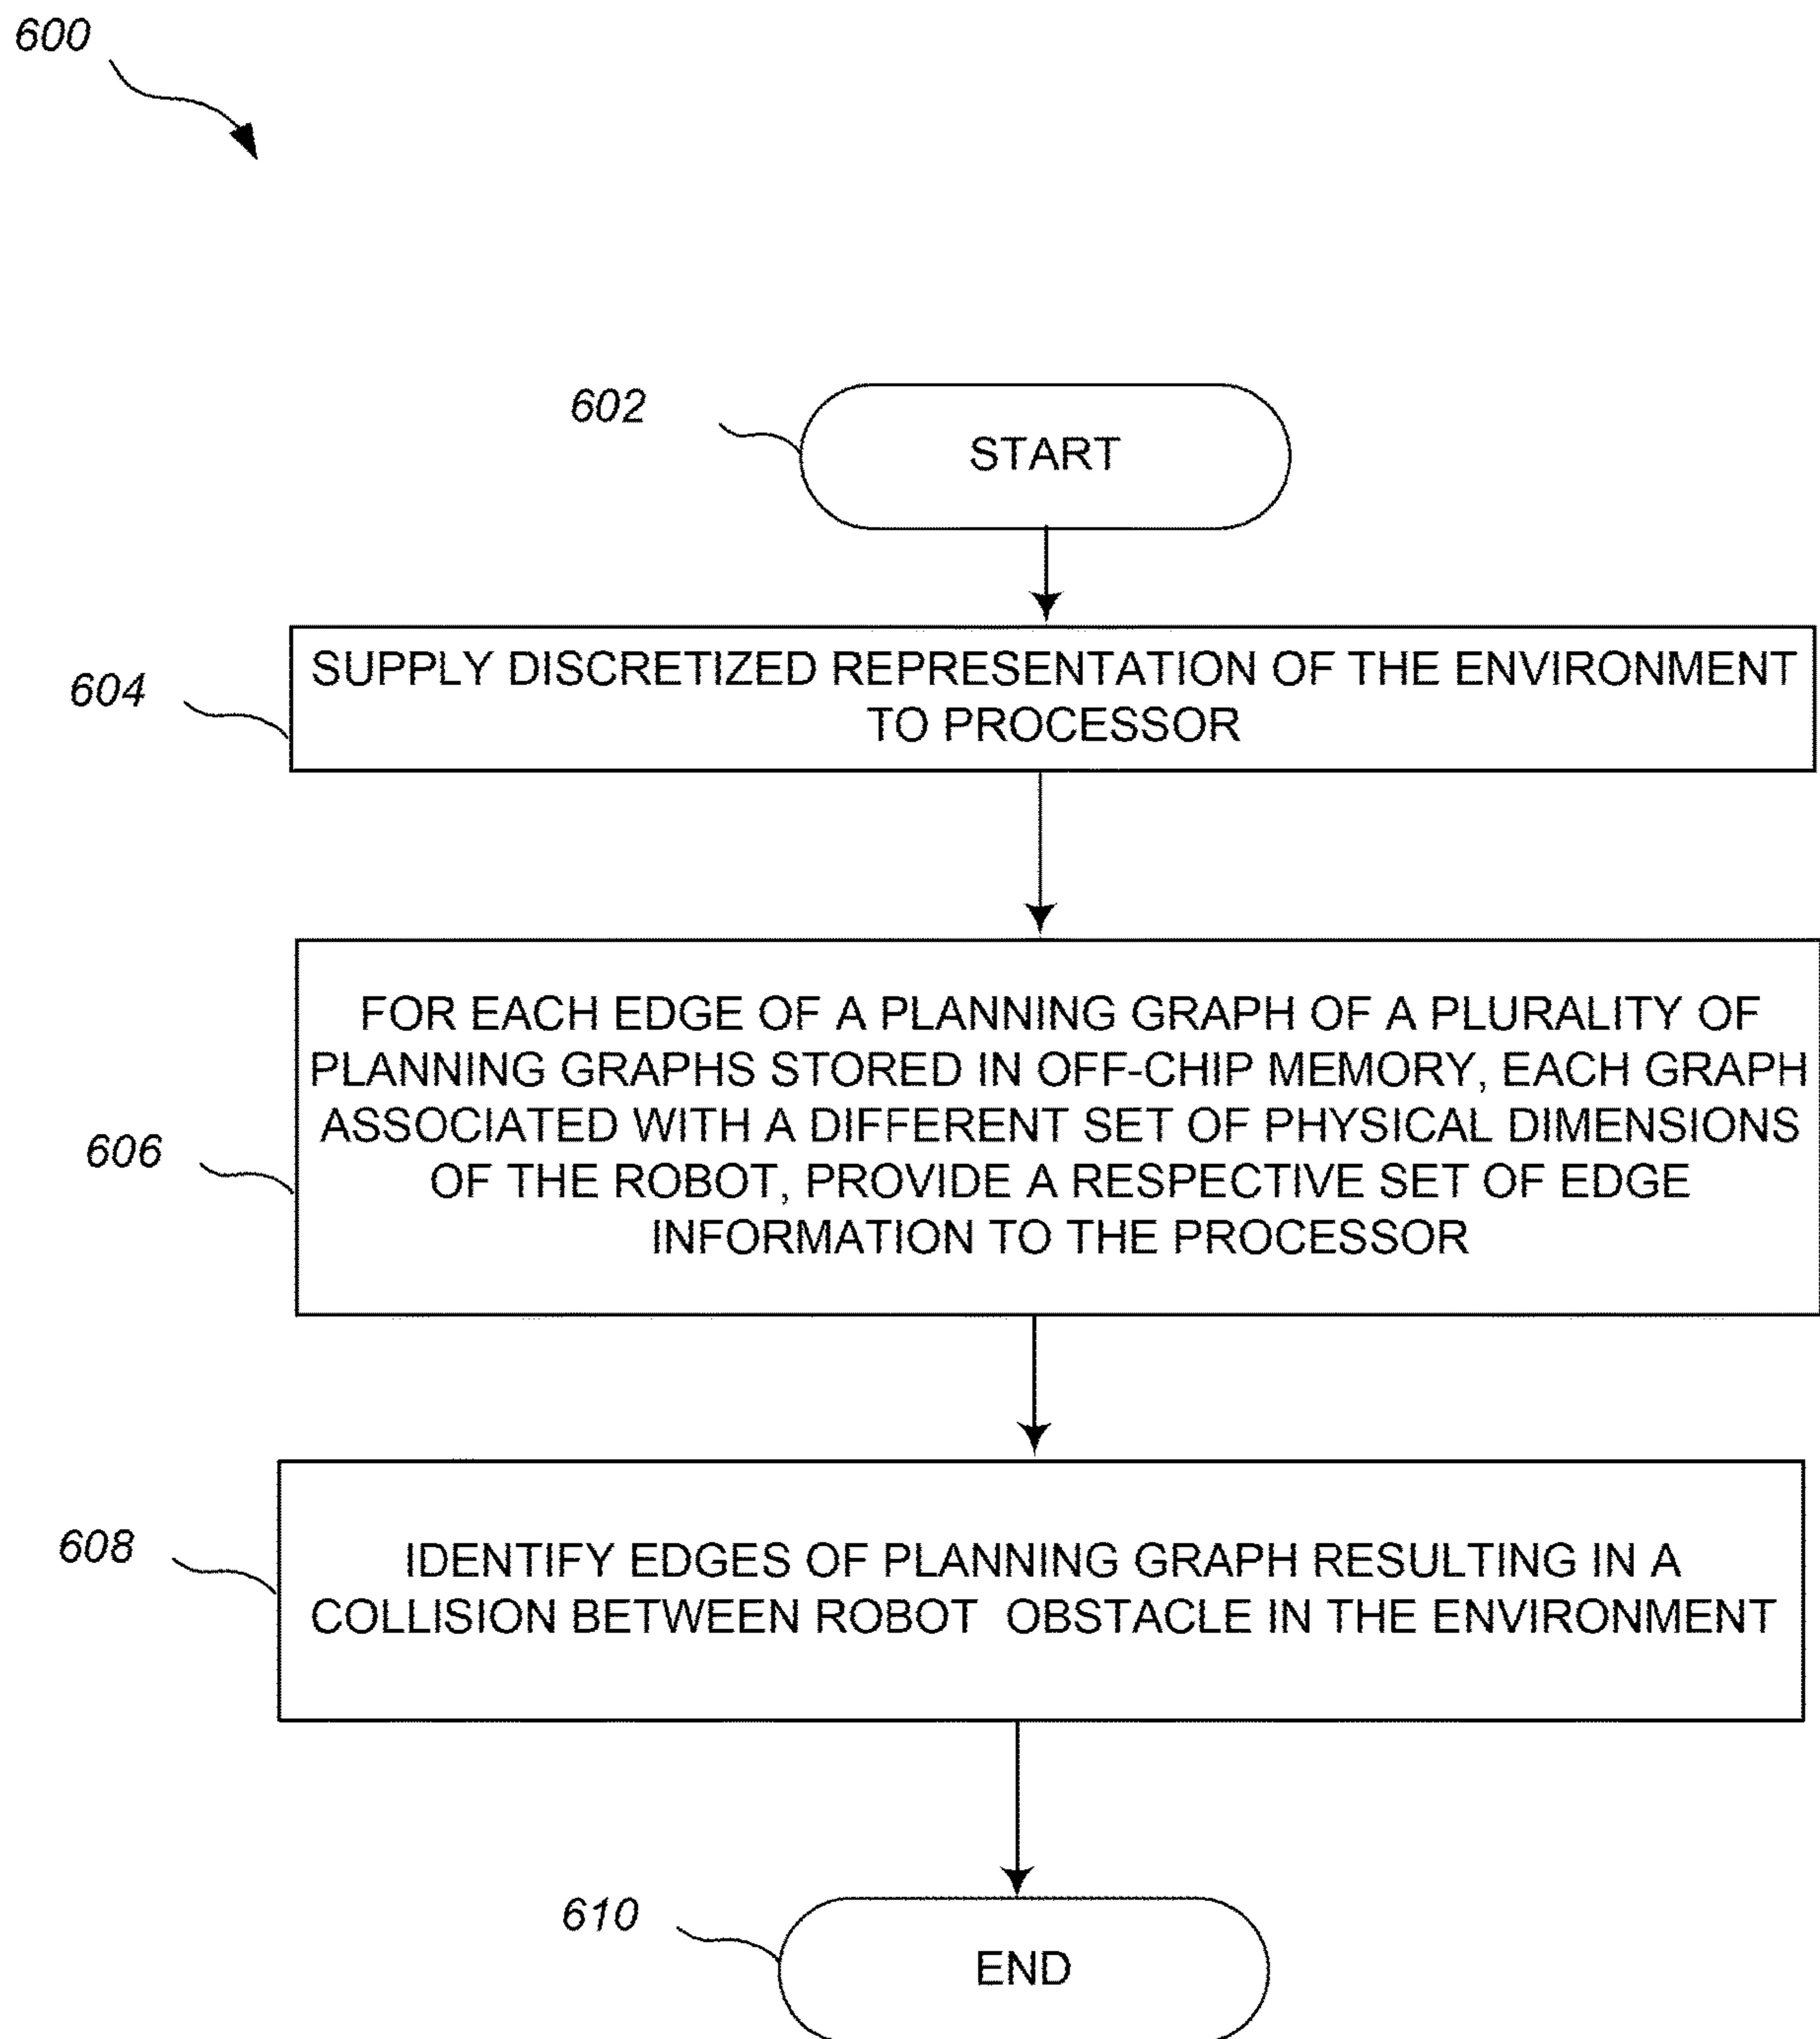 600
602
START
604
SUPPLY DISCRETIZED REPRESENTATION OF THE ENVIRONMENT
TO PROCESSOR
606
FOR EACH EDGE OF A PLANNING GRAPH OF A PLURALITY OF
PLANNING GRAPHS STORED IN OFF-CHIP MEMORY, EACH GRAPH
ASSOCIATED WITH A DIFFERENT SET OF PHYSICAL DIMENSIONS
OF THE ROBOT, PROVIDE A RESPECTIVE SET OF EDGE
INFORMATION TO THE PROCESSOR
608
IDENTIFY EDGES OF PLANNING GRAPH RESULTING IN A
COLLISION BETWEEN ROBOT OBSTACLE IN THE ENVIRONMENT
610
END